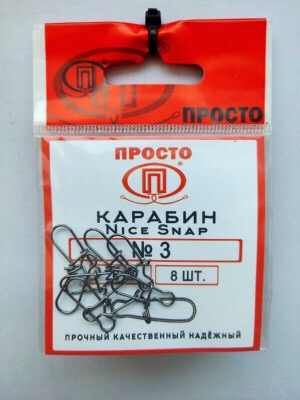 П
ПРОСТО
ПРОСТО
П
КАРАБИН
NICE SNAP
№ 3
8 ШТ.
ПРОЧНЫЙ КАЧЕСТВЕННЫЙ НАДЁЖНЫЙ